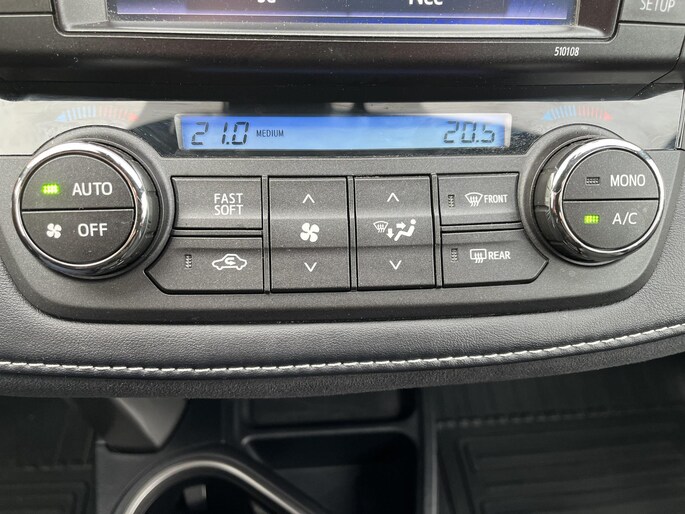 SETUP
510108
21.0 MEDIUM 20.5
AUTO
OFF
FAST
SOFT
FRONT
REAR
MONO
A/C